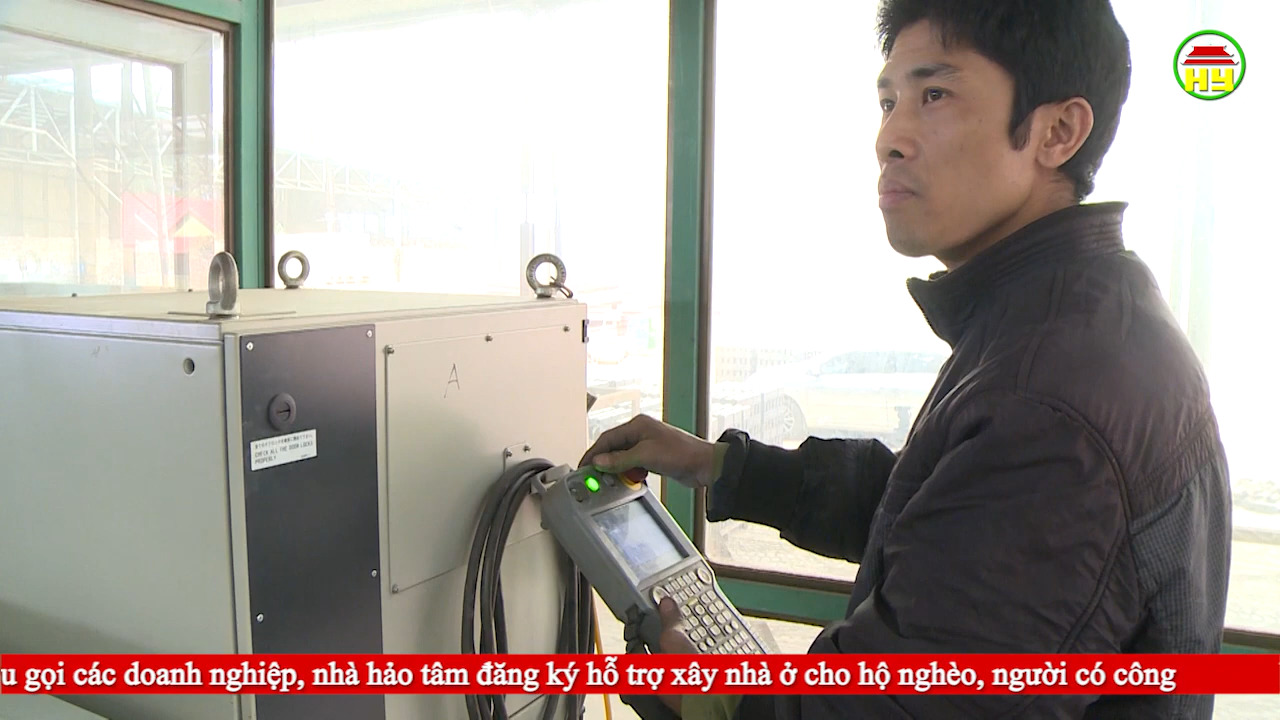 HY
A
CHECK ALL THE DOOR LOCKS
PROPERLY
u gọi các doanh nghiệp, nhà hảo tâm đăng ký hỗ trợ xây nhà ở cho hộ nghèo, người có công